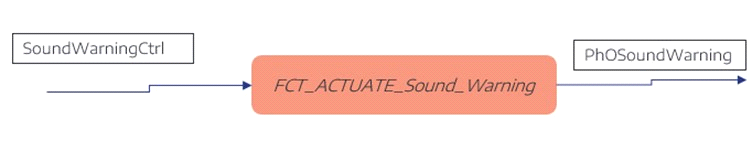 SoundWarningCtrl
PhOSoundWarning
FCT_ACTUATE_Sound_Warning